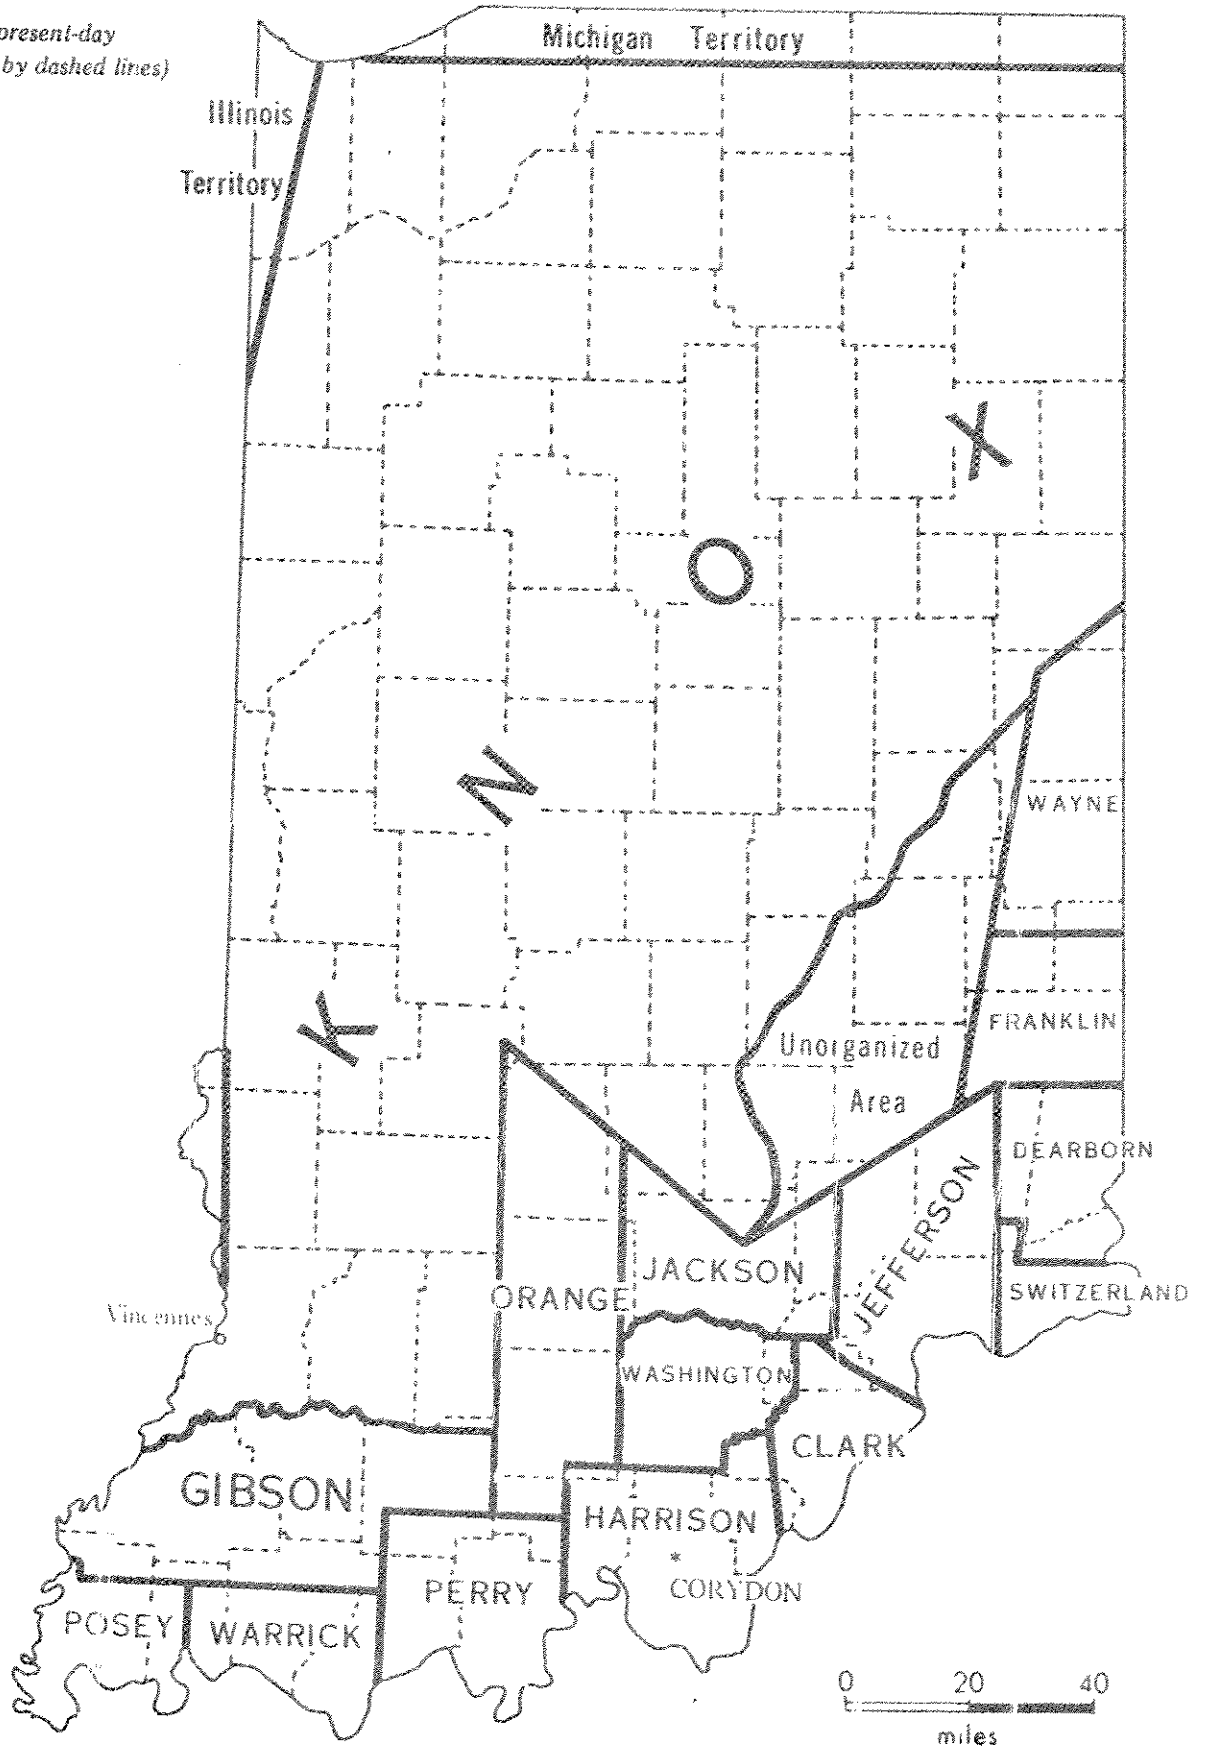 present-day
by dashed lines)
Michigan Territory
Illinois
Territory
X
O
N
WAYNE
K
FRANKLIN
Unorganized
Area
DEARBORN
JEFFERSON
JACKSON
ORANGE
SWITZERLAND
Vincennes
WASHINGTON
CLARK
GIBSON
HARRISON
*
CORYDON
PERRY
POSEY
WARRICK
0 20 40
miles